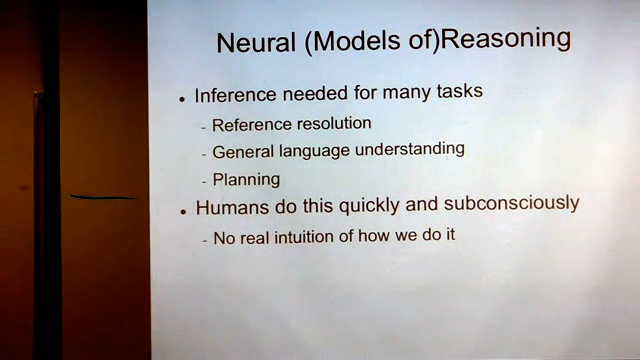 Neural (Models of)Reasoning
• Inference needed for many tasks
- Reference resolution
- General language understanding
- Planning
• Humans do this quickly and subconsciously
- No real intuition of how we do it